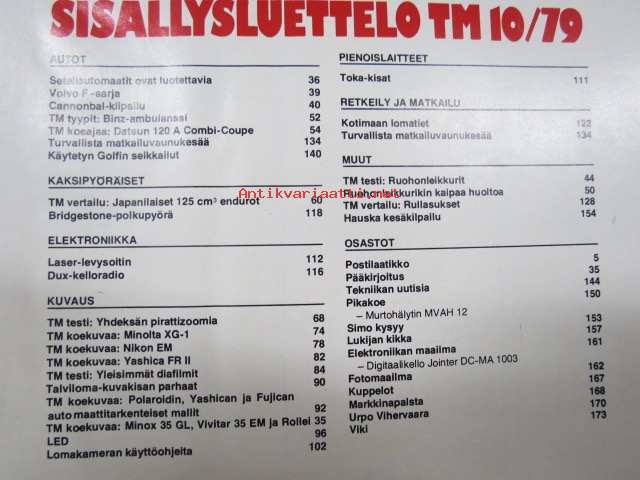 SISÄLLYSLUETTELO TM 10/79
AUTOT
Setelisutomaatit ovat luotettavia 36
Volvo F-sarja 39
Cannonbal-kilpailu 40
TM tyypit: Binz-ambulanssi 52
TM koeajaa: Datsun 120 A Combi-Coupe 54
Turvallista matkailuvaunukesää 134
Käytetyn Golfin seikkailut 140
KAKSIPYÖRÄISET
TM vertailu: Japanilaiset 125 cm³ endurot 60
Bridgestone-polkupyörä 118
ELEKTRONIIKKA
Laser-levysoitin 112
Dux-kelloradio 116
KUVAUS
TM testi: Yhdeksän pirattizoomia 68
TM koekuvaa: Minolta XG-1 74
TM koekuvaa: Nikon EM 78
TM koekuvaa: Yashica FR II 82
TM testi: Yleisimmät diafilmit 84
Talviloma-kuvakisan parhaat 90
TM koekuvaa: Polaroidin, Yashican ja Fujican
automaattitarkenteiset mallit 92
TM koekuvaa: Minox 35 GL, Vivitar 35 EM ja Rollei 35
LED 96
Lomakameran käyttöohjeita 102
PIENOISLAITTEET
Toka-kisat 111
RETKEILY JA MATKAILU
Kotimaan lomatiet 122
Turvallista matkailuvaunukesää 134
MUUT
TM testi: Ruohonleikkurit 44
Ruohonleikkurikin kaipaa huoltoa 50
TM vertailu: Rullasukset 128
Hauska kesäkilpailu 154
OSASTOT
Postilaatikko 5
Pääkirjoitus 35
Tekniikan uutisia 144
Pikakoe 150
– Murtohälytin MVAH 12
Simo kysyy 153
Lukijan kikka 157
Elektroniikan maailma 161
– Digitaalikello Jointer DC-MA 1003
Fotomaailma 162
Kuppelot 167
Markkinapalsta 168
Urpo Vihervaara 170
Viki 173
Antikvariaatti.net